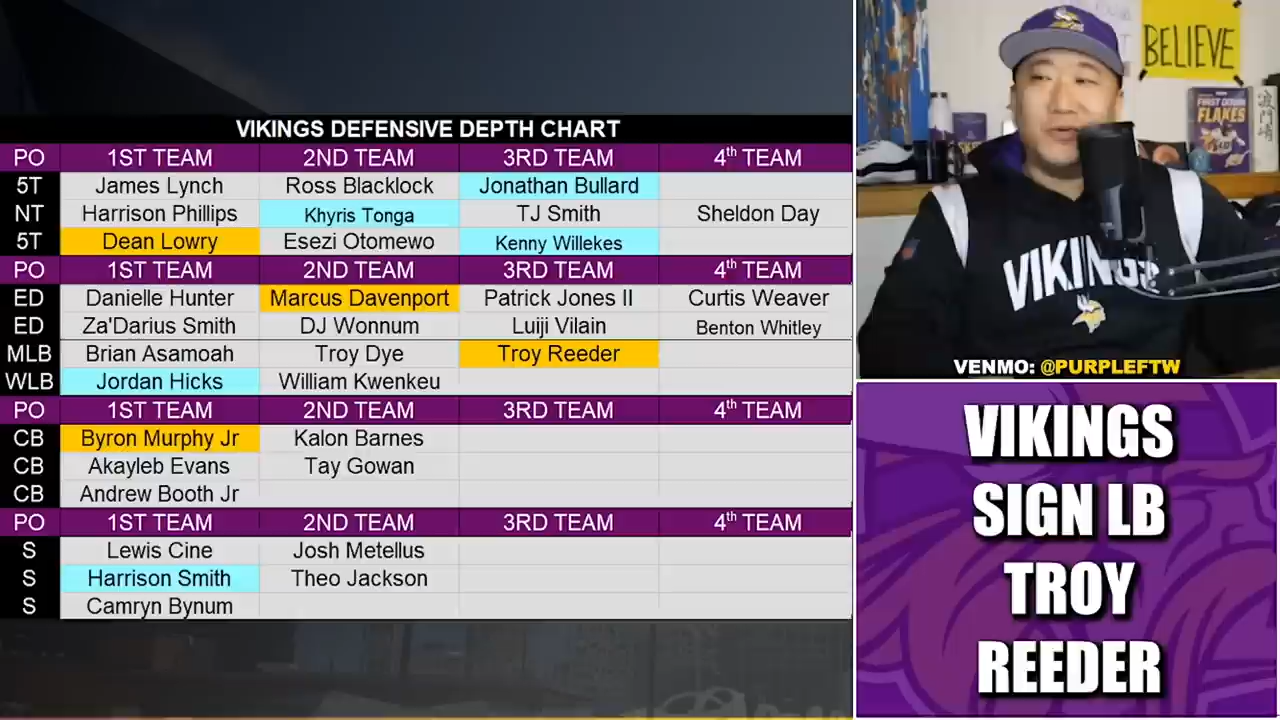 VIKINGS DEFENSIVE DEPTH CHART
PO 1ST TEAM 2ND TEAM 3RD TEAM 4th TEAM
5T James Lynch Ross Blacklock Jonathan Bullard
NT Harrison Phillips Khyris Tonga TJ Smith Sheldon Day
5T Dean Lowry Esezi Otomewo Kenny Willekes
PO 1ST TEAM 2ND TEAM 3RD TEAM 4th TEAM
ED Danielle Hunter Marcus Davenport Patrick Jones II Curtis Weaver
ED Za'Darius Smith DJ Wonnum Luiji Vilain Benton Whitley
MLB Brian Asamoah Troy Dye Troy Reeder
WLB Jordan Hicks William Kwenkeu
PO 1ST TEAM 2ND TEAM 3RD TEAM 4th TEAM
CB Byron Murphy Jr Kalon Barnes
CB Akayleb Evans Tay Gowan
CB Andrew Booth Jr
PO 1ST TEAM 2ND TEAM 3RD TEAM 4th TEAM
S Lewis Cine Josh Metellus
S Harrison Smith Theo Jackson
S Camryn Bynum
BELIEVE
FIRST DOWN
FLAKES
VIKINGS
VENMO: @PURPLEFTW
VIKINGS
SIGN LB
TROY
REEDER